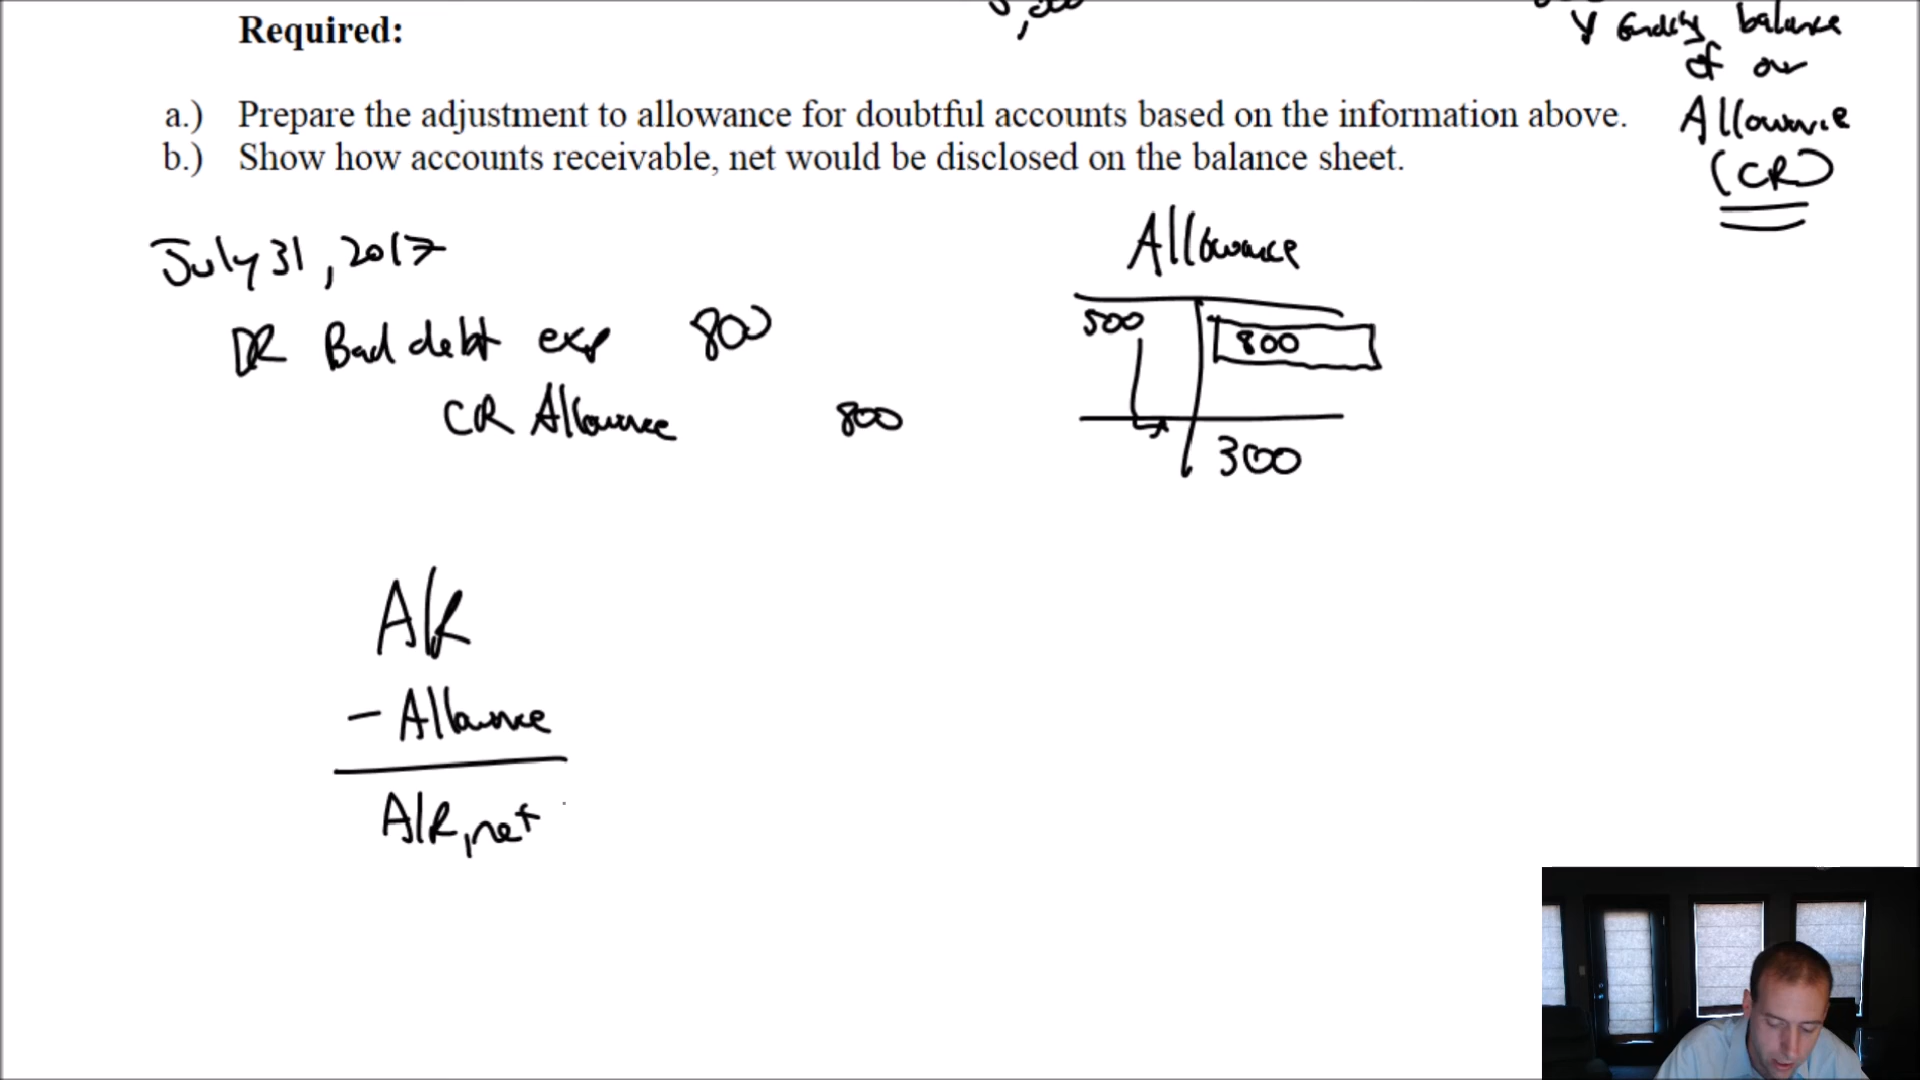 Required:
↓ Ending balance
of our
Allowance
(CR)
a.) Prepare the adjustment to allowance for doubtful accounts based on the information above.
b.) Show how accounts receivable, net would be disclosed on the balance sheet.
July 31, 2017
DR Bad debt exp 800
CR Allowance 800
Allowance
500 800
300
A/R
- Allowance
A/R, net